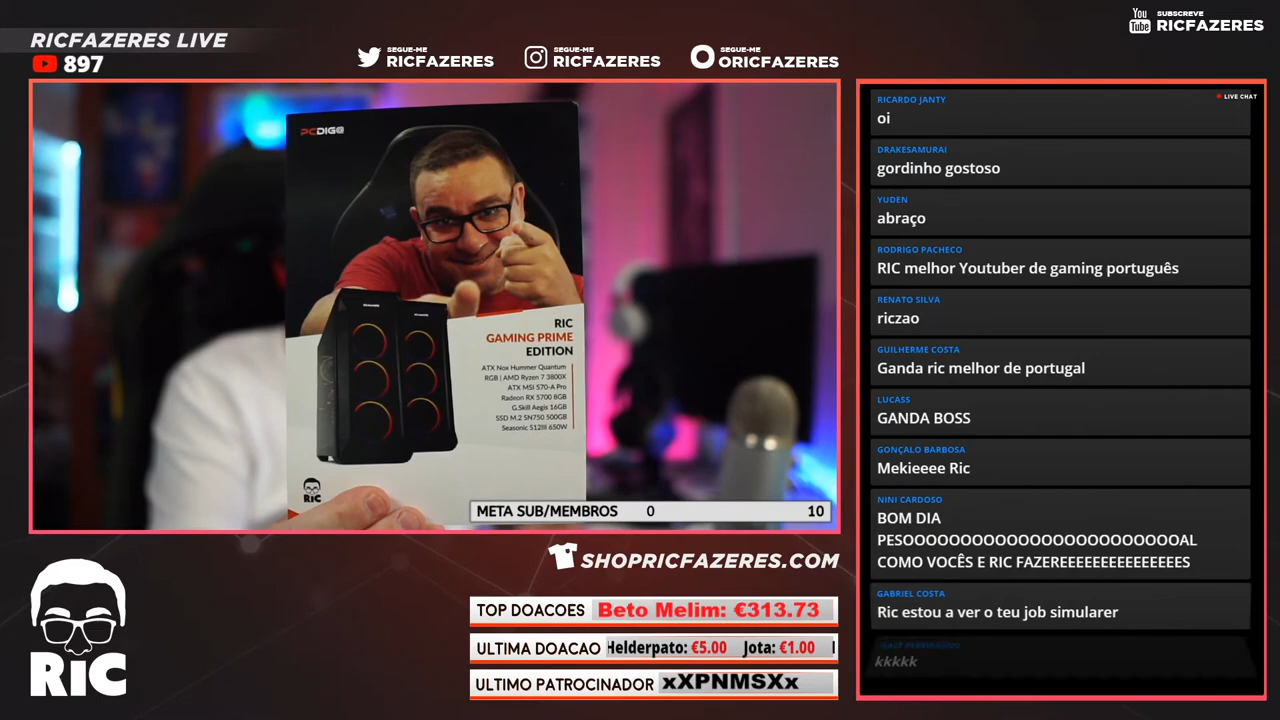 RICFAZERES LIVE
897
SEGUE-ME
RICFAZERES
SEGUE-ME
RICFAZERES
SEGUE-ME
ORICFAZERES
You
Tube
SUBSCREVE
RICFAZERES
PCDIGA
RIC
GAMING PRIME
EDITION
ATX Nox Hummer Quantum
RGB | AMD Ryzen 7 3800X
ATX MSI 570-A Pro
Radeon RX 5700 8GB
G.Skill Aegis 16GB
SSD M.2 SN750 500GB
Seasonic S12III 650W
RIC
META SUB/MEMBROS 0 10
SHOPRICFAZERES.COM
RIC
TOP DOACOES Beto Melim: €313.73
ULTIMA DOACAO Helderpato: €5.00 Jota: €1.00
ULTIMO PATROCINADOR xXPNMSXx
LIVE CHAT
RICARDO JANTY
oi
DRAKESAMURAI
gordinho gostoso
YUDEN
abraço
RODRIGO PACHECO
RIC melhor Youtuber de gaming português
RENATO SILVA
riczao
GUILHERME COSTA
Ganda ric melhor de portugal
LUCASS
GANDA BOSS
GONÇALO BARBOSA
Mekieeee Ric
NINI CARDOSO
BOM DIA
PESOOOOOOOOOOOOOOOOOOOOOOOAL
COMO VOCÊS E RIC FAZEREEEEEEEEEEEEEEES
GABRIEL COSTA
Ric estou a ver o teu job simularer
kkkkk